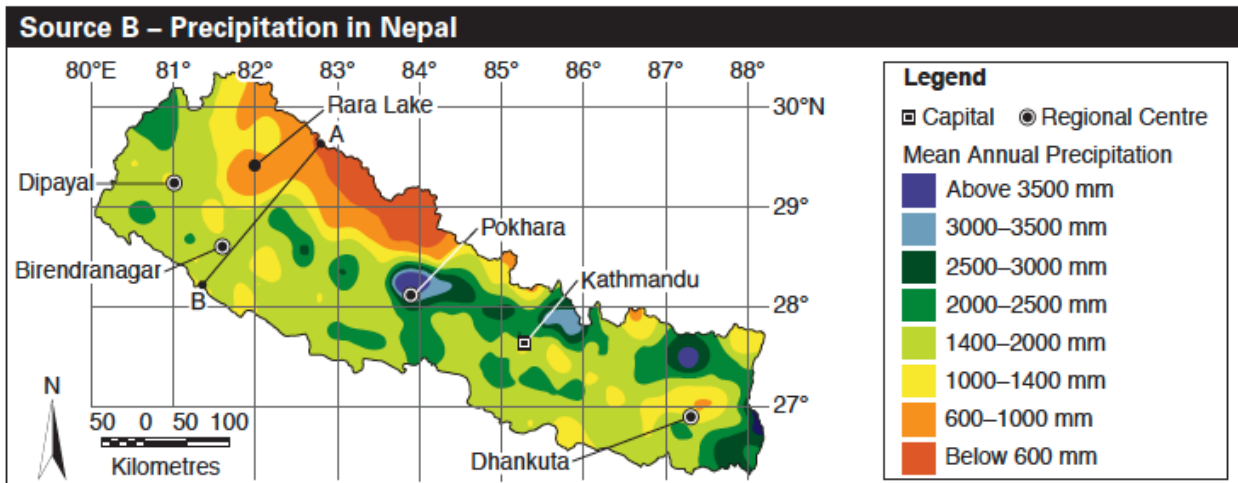 Source B – Precipitation in Nepal
80°E 81° 82° 83° 84° 85° 86° 87° 88°
30°N
Rara Lake
A
Dipayal
29°
Pokhara
Birendranagar
Kathmandu
B
28°
N
27°
50 0 50 100
Kilometres
Dhankuta
Legend
Capital Regional Centre
Mean Annual Precipitation
Above 3500 mm
3000–3500 mm
2500–3000 mm
2000–2500 mm
1400–2000 mm
1000–1400 mm
600–1000 mm
Below 600 mm